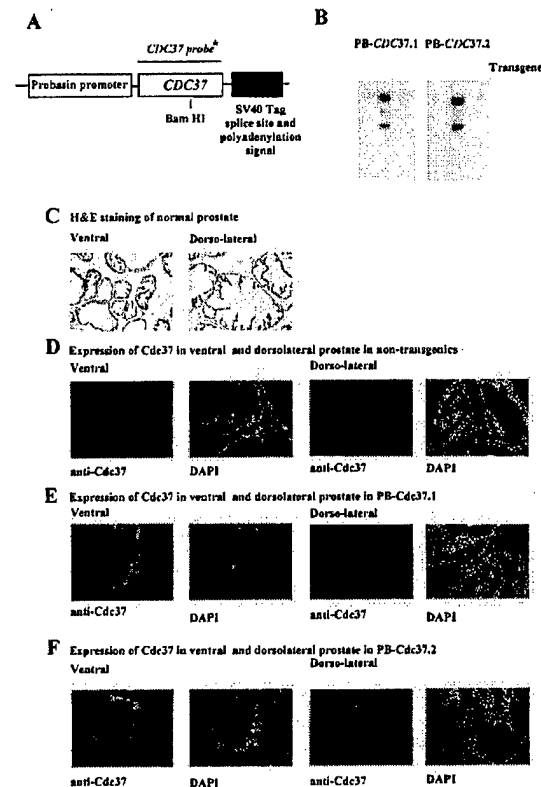 A
CDC37 probe*
Probasin promoter
CDC37
Bam HI
SV40 Tag
splice site and
polyadenylation
signal
B
PB-CDC37.1 PB-CDC37.2
Transgene
C H&E staining of normal prostate
Ventral Dorso-lateral
D Expression of Cdc37 in ventral and dorsolateral prostate in non-transgenics
Ventral Dorso-lateral
anti-Cdc37 DAPI anti-Cdc37 DAPI
E Expression of Cdc37 in ventral and dorsolateral prostate in PB-Cdc37.1
Ventral Dorso-lateral
anti-Cdc37 DAPI anti-Cdc37 DAPI
F Expression of Cdc37 in ventral and dorsolateral prostate in PB-Cdc37.2
Ventral Dorso-lateral
anti-Cdc37 DAPI anti-Cdc37 DAPI